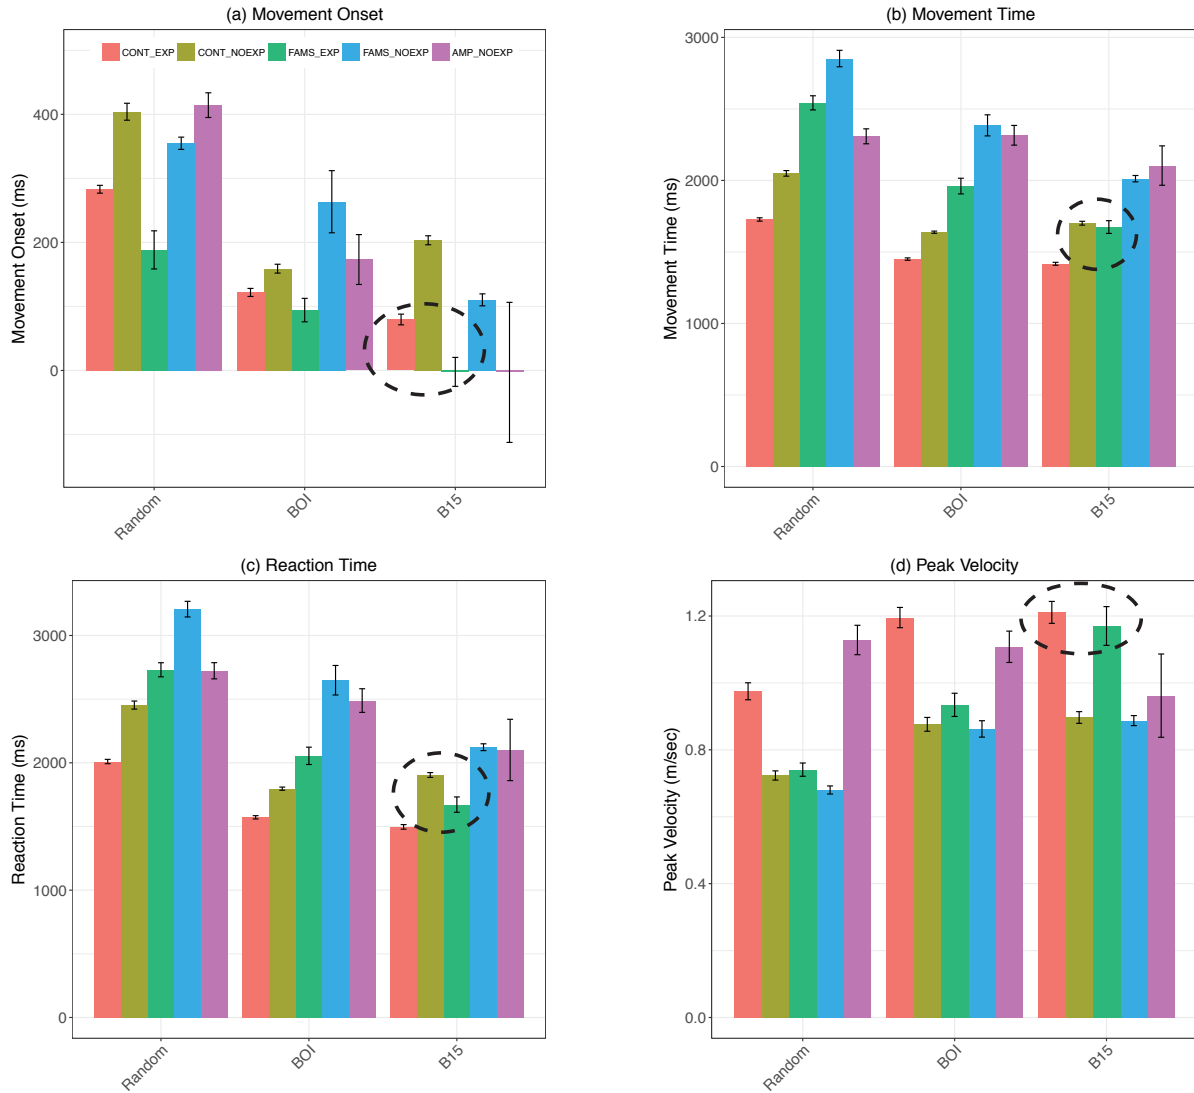 (a) Movement Onset
CONT_EXP CONT_NOEXP FAMS_EXP FAMS_NOEXP AMP_NOEXP
Movement Onset (ms)
400
200
0
Random BOI B15
(b) Movement Time
Movement Time (ms)
3000
2000
1000
0
Random BOI B15
(c) Reaction Time
Reaction Time (ms)
3000
2000
1000
0
Random BOI B15
(d) Peak Velocity
Peak Velocity (m/sec)
1.2
0.8
0.4
0.0
Random BOI B15